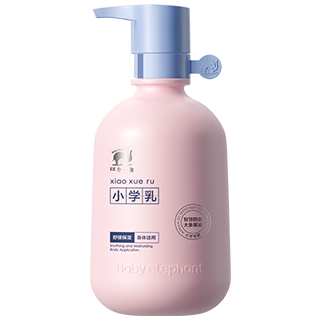 xiao xue ru
小学乳
舒缓保湿 身体适用
Soothing and Moisturizing
Body Application
Baby elephant